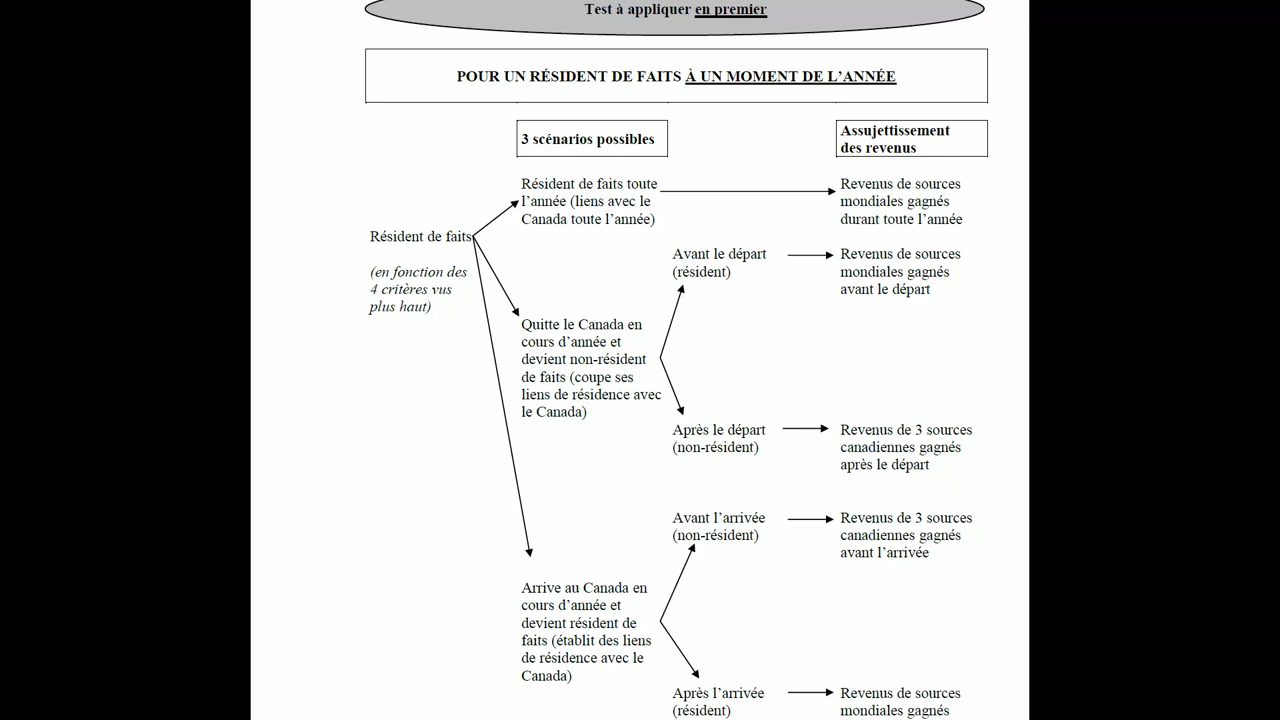 Test à appliquer en premier
POUR UN RÉSIDENT DE FAITS À UN MOMENT DE L'ANNÉE
3 scénarios possibles
Assujettissement
des revenus
Résident de faits
(en fonction des
4 critères vus
plus haut)
Résident de faits toute
l'année (liens avec le
Canada toute l'année)
Revenus de sources
mondiales gagnés
durant toute l'année
Quitte le Canada en
cours d'année et
devient non-résident
de faits (coupe ses
liens de résidence avec
le Canada)
Avant le départ
(résident)
Revenus de sources
mondiales gagnés
avant le départ
Après le départ
(non-résident)
Revenus de 3 sources
canadiennes gagnés
après le départ
Arrive au Canada en
cours d'année et
devient résident de
faits (établit des liens
de résidence avec le
Canada)
Avant l'arrivée
(non-résident)
Revenus de 3 sources
canadiennes gagnés
avant l'arrivée
Après l'arrivée
(résident)
Revenus de sources
mondiales gagnés